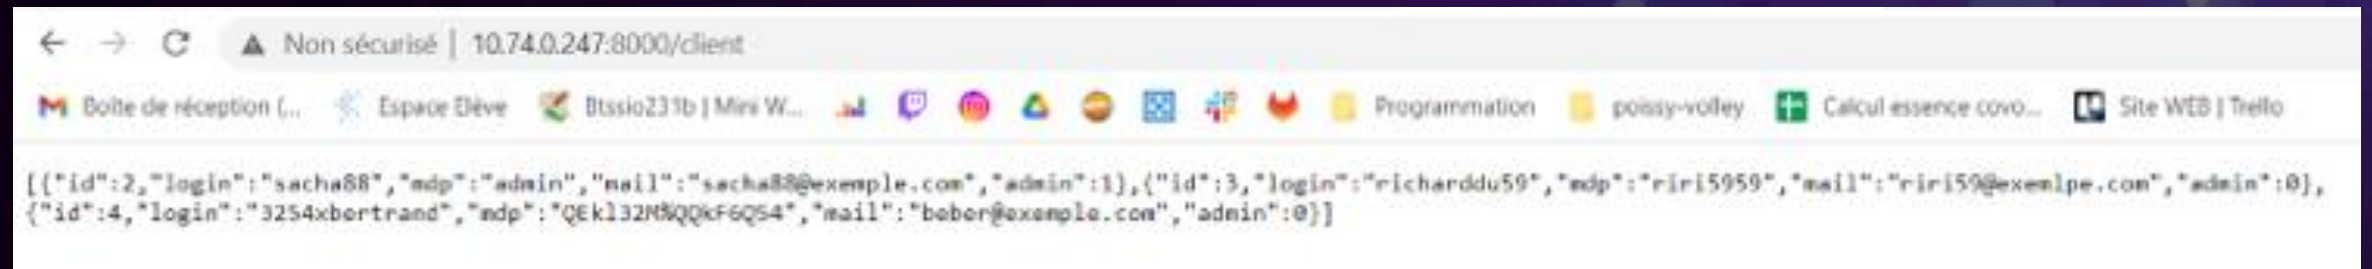 Non sécurisé | 10.74.0.247:8000/client
Boîte de réception (... Espace Élève Btssio231b | Mini W... Programmation poissy-volley Calcul essence covo... Site WEB | Trello
[{"id":2,"login":"sacha88","mdp":"admin","mail":"sacha88@exemple.com","admin":1},{"id":3,"login":"richarddu59","mdp":"riri5959","mail":"riri59@exemlpe.com","admin":0},
{"id":4,"login":"3254xbertrand","mdp":"QEkl32M%QQkF6QS4","mail":"beber@exemple.com","admin":0}]